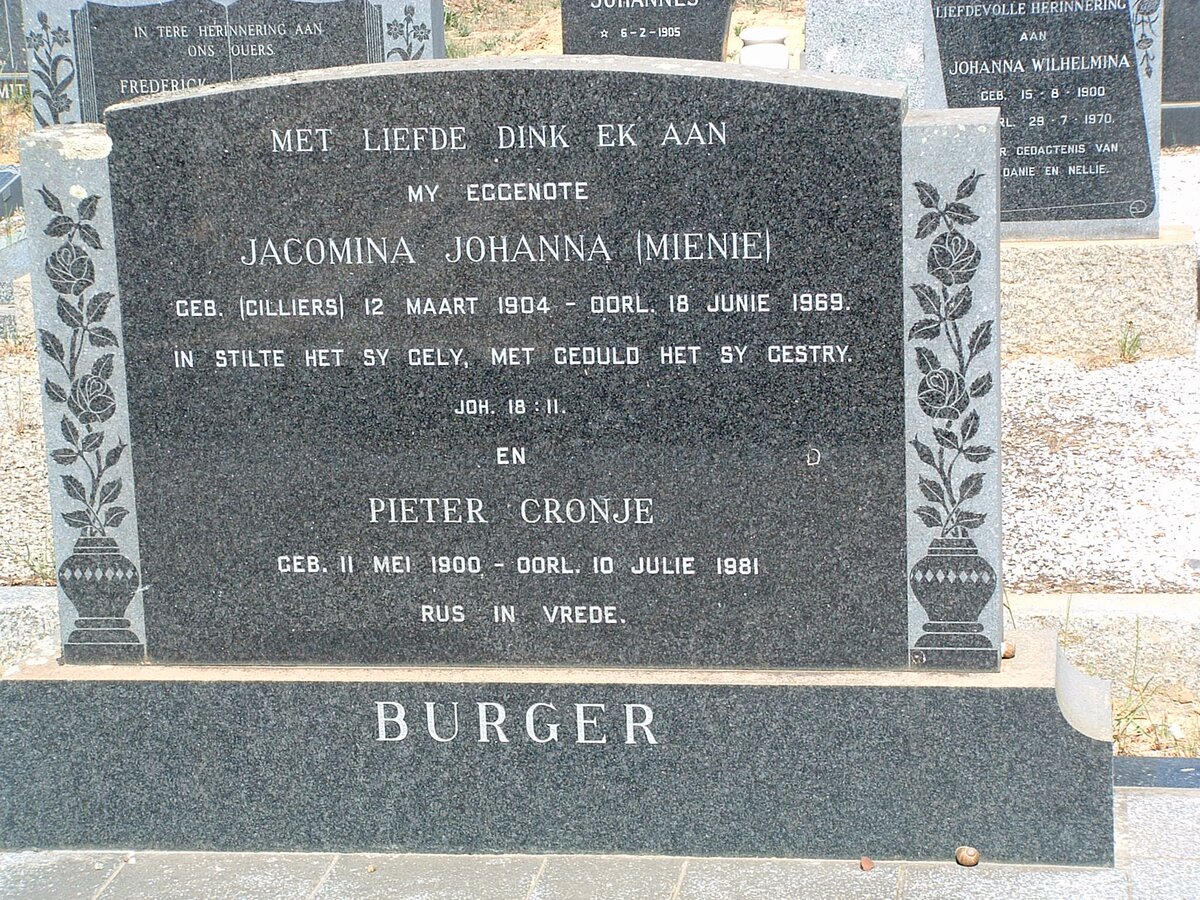 IN TERE HERINNERING AAN
ONS OUERS
FREDERICK
MIT
JOHANNES
☆ 6-2-1905
LIEFDEVOLLE HERINNERING
AAN
JOHANNA WILHELMINA
GEB. 15·8·1900
29·7·1970.
GEDAGTENIS VAN
DANIE EN NELLIE.
MET LIEFDE DINK EK AAN
MY EGGENOTE
JACOMINA JOHANNA (MIENIE)
GEB. (CILLIERS) 12 MAART 1904 - OORL. 18 JUNIE 1969.
IN STILTE HET SY GELY, MET GEDULD HET SY GESTRY.
JOH. 18:11.
EN
D
PIETER CRONJE
GEB. 11 MEI 1900 - OORL. 10 JULIE 1981
RUS IN VREDE.
BURGER